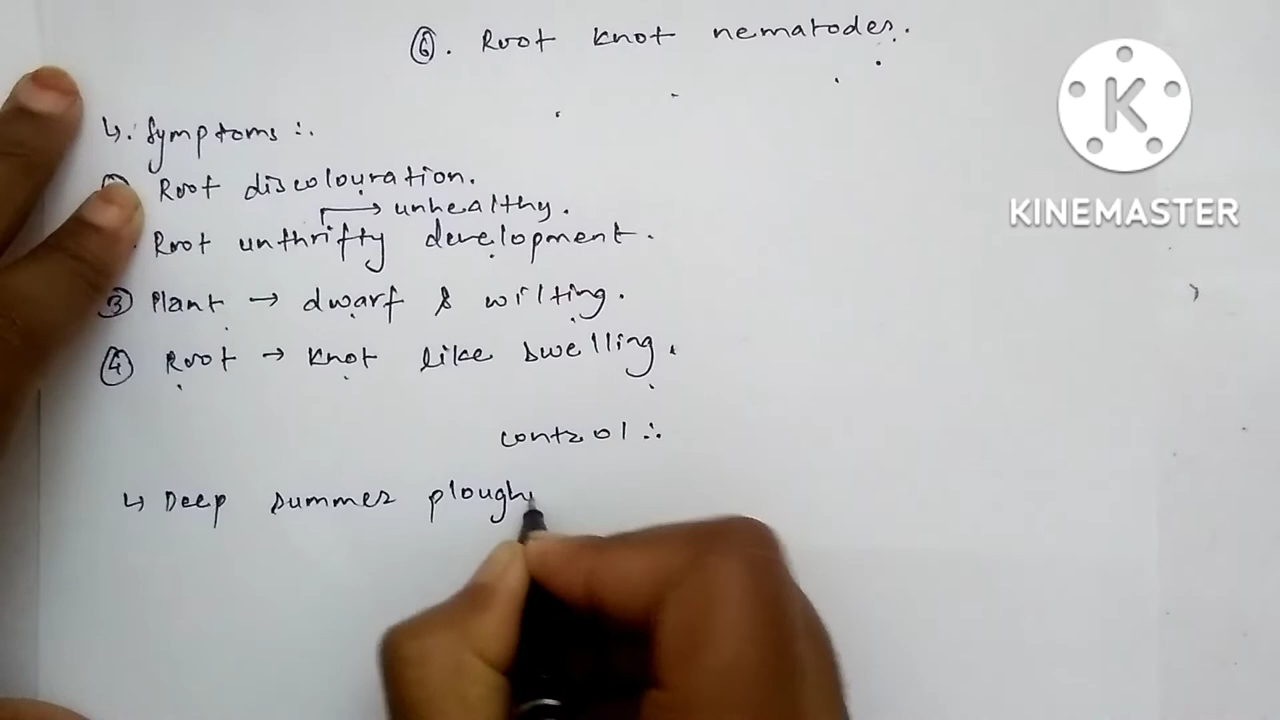 ⑥. Root knot nematodes.
K
KINEMASTER
↳. Symptoms :.
Root discolouration.
→ unhealthy.
Root unthrifty development.
③ Plant → dwarf & wilting.
④ Root → knot like swelling.
control :.
↳ Deep summer plough